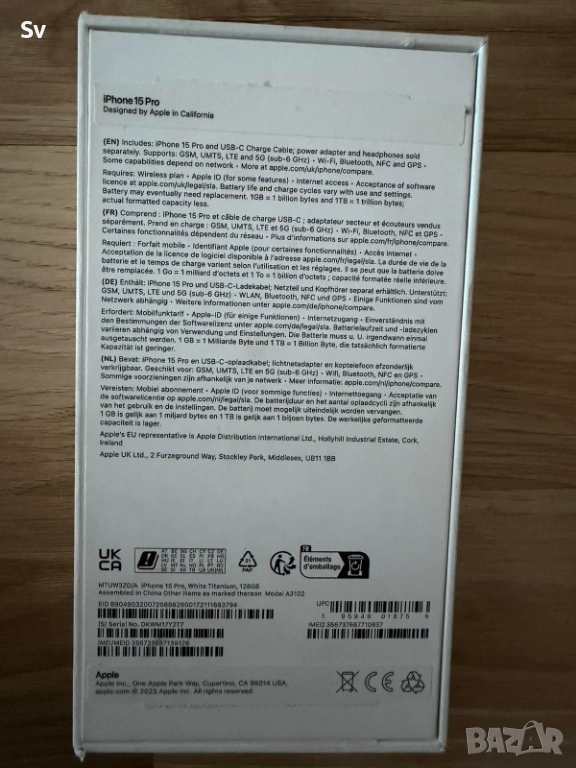 Sv
iPhone 15 Pro
Designed by Apple in California
(EN) Includes: iPhone 15 Pro and USB-C Charge Cable; power adapter and headphones sold
separately. Supports: GSM, UMTS, LTE and 5G (sub-6 GHz) • Wi-Fi, Bluetooth, NFC and GPS •
Some capabilities depend on network • More at apple.com/uk/iphone/compare.
Requires: Wireless plan • Apple ID (for some features) • Internet access • Acceptance of software
licence at apple.com/uk/legal/sla. Battery life and charge cycles vary with use and settings.
Battery may eventually need replacement. 1GB = 1 billion bytes and 1TB = 1 trillion bytes;
actual formatted capacity less.
(FR) Comprend : iPhone 15 Pro et câble de charge USB-C ; adaptateur secteur et écouteurs vendus
séparément. Prend en charge : GSM, UMTS, LTE et 5G (sub-6 GHz) • Wi-Fi, Bluetooth, NFC et GPS •
Certaines fonctionnalités dépendent du réseau • Plus d'informations sur apple.com/fr/iphone/compare.
Requiert : Forfait mobile • Identifiant Apple (pour certaines fonctionnalités) • Accès internet •
Acceptation de la licence de logiciel disponible à l'adresse apple.com/fr/legal/sla. La durée de vie de la
batterie et le temps de charge varient selon l'utilisation et les réglages. Il se peut que la batterie doive
être remplacée. 1 Go = 1 milliard d'octets et 1 To = 1 billion d'octets ; capacité formatée réelle inférieure.
(DE) Enthält: iPhone 15 Pro und USB-C-Ladekabel; Netzteil und Kopfhörer separat erhältlich. Unterstützt:
GSM, UMTS, LTE und 5G (sub-6 GHz) • WLAN, Bluetooth, NFC und GPS • Einige Funktionen sind vom
Netzwerk abhängig • Weitere Informationen unter apple.com/de/iphone/compare.
Erfordert: Mobilfunktarif • Apple-ID (für einige Funktionen) • Internetzugang • Einverständnis mit
den Bestimmungen der Softwarelizenz unter apple.com/de/legal/sla. Batterielaufzeit und -ladezyklen
variieren abhängig von Verwendung und Einstellungen. Die Batterie muss u. U. irgendwann einmal
ausgetauscht werden. 1 GB = 1 Milliarde Byte und 1 TB = 1 Billion Byte, die tatsächlich formatierte
Kapazität ist geringer.
(NL) Bevat: iPhone 15 Pro en USB-C-oplaadkabel; lichtnetadapter en koptelefoon afzonderlijk
verkrijgbaar. Geschikt voor: GSM, UMTS, LTE en 5G (sub-6 GHz) • Wifi, Bluetooth, NFC en GPS •
Sommige voorzieningen zijn afhankelijk van je netwerk • Meer informatie: apple.com/nl/iphone/compare.
Vereisten: Mobiel abonnement • Apple ID (voor sommige functies) • Internettoegang • Acceptatie van
de softwarelicentie op apple.com/nl/legal/sla. De batterijduur en het aantal oplaadcycli zijn afhankelijk
van het gebruik en de instellingen. De batterij moet mogelijk uiteindelijk worden vervangen.
1 GB is gelijk aan 1 miljard bytes en 1 TB is gelijk aan 1 biljoen bytes. De werkelijke geformatteerde
capaciteit is lager.
Apple's EU representative is Apple Distribution International Ltd., Hollyhill Industrial Estate, Cork,
Ireland
Apple UK Ltd., 2 Furzeground Way, Stockley Park, Middlesex, UB11 1BB
UK
CA
21
PAP
FR
Éléments
d'emballage
MTUW3ZD/A iPhone 15 Pro, White Titanium, 128GB
Assembled in China Other items as marked thereon Model A3102
UPC
(S) Serial No. DKWM17Y2T7
IMEI2 356737687710837
Apple
Apple Inc., One Apple Park Way, Cupertino, CA 95014 USA.
apple.com © 2023 Apple Inc. All rights reserved.
CE
BAZAR